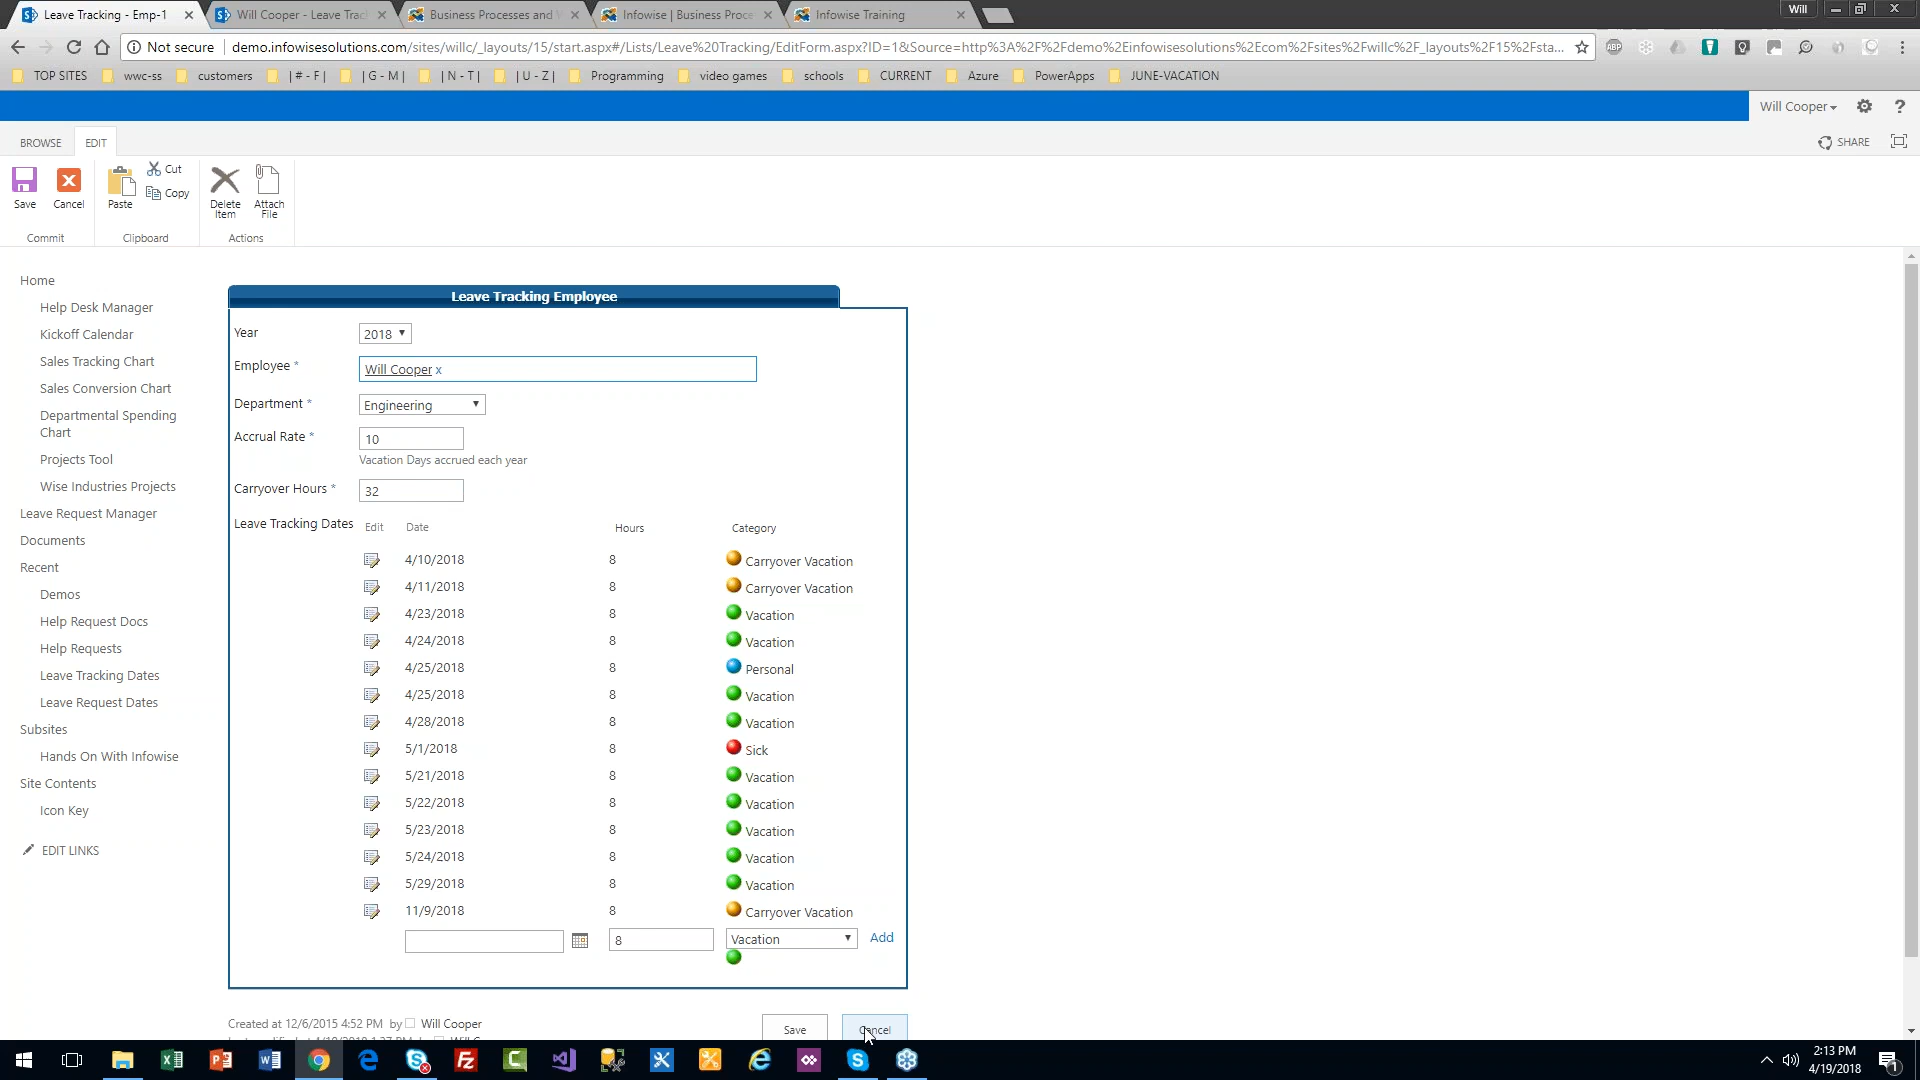 Leave Tracking - Emp-1
Will Cooper - Leave Trac
Business Processes and
Infowise | Business Proce
Infowise Training
Will
Not secure
demo.infowisesolutions.com/sites/willc/_layouts/15/start.aspx#/Lists/Leave%20Tracking/EditForm.aspx?ID=1&Source=http%3A%2F%2Fdemo%2Einfowisesolutions%2Ecom%2Fsites%2Fwillc%2F_layouts%2F15%2Fsta...
ABP
TOP SITES
wwc-ss
customers
| # - F |
| G - M |
| N - T |
| U - Z |
Programming
video games
schools
CURRENT
Azure
PowerApps
JUNE-VACATION
Will Cooper
BROWSE
EDIT
SHARE
Save
Cancel
Paste
Cut
Copy
Delete
Item
Attach
File
Commit
Clipboard
Actions
Home
Help Desk Manager
Kickoff Calendar
Sales Tracking Chart
Sales Conversion Chart
Departmental Spending
Chart
Projects Tool
Wise Industries Projects
Leave Request Manager
Documents
Recent
Demos
Help Request Docs
Help Requests
Leave Tracking Dates
Leave Request Dates
Subsites
Hands On With Infowise
Site Contents
Icon Key
EDIT LINKS
Leave Tracking Employee
Year
2018
Employee *
Will Cooper x
Department *
Engineering
Accrual Rate *
10
Vacation Days accrued each year
Carryover Hours *
32
Leave Tracking Dates
Edit Date Hours Category
4/10/2018 8 Carryover Vacation
4/11/2018 8 Carryover Vacation
4/23/2018 8 Vacation
4/24/2018 8 Vacation
4/25/2018 8 Personal
4/25/2018 8 Vacation
4/28/2018 8 Vacation
5/1/2018 8 Sick
5/21/2018 8 Vacation
5/22/2018 8 Vacation
5/23/2018 8 Vacation
5/24/2018 8 Vacation
5/29/2018 8 Vacation
11/9/2018 8 Carryover Vacation
8 Vacation Add
Created at 12/6/2015 4:52 PM by Will Cooper
Save
Cancel
2:13 PM
4/19/2018
1